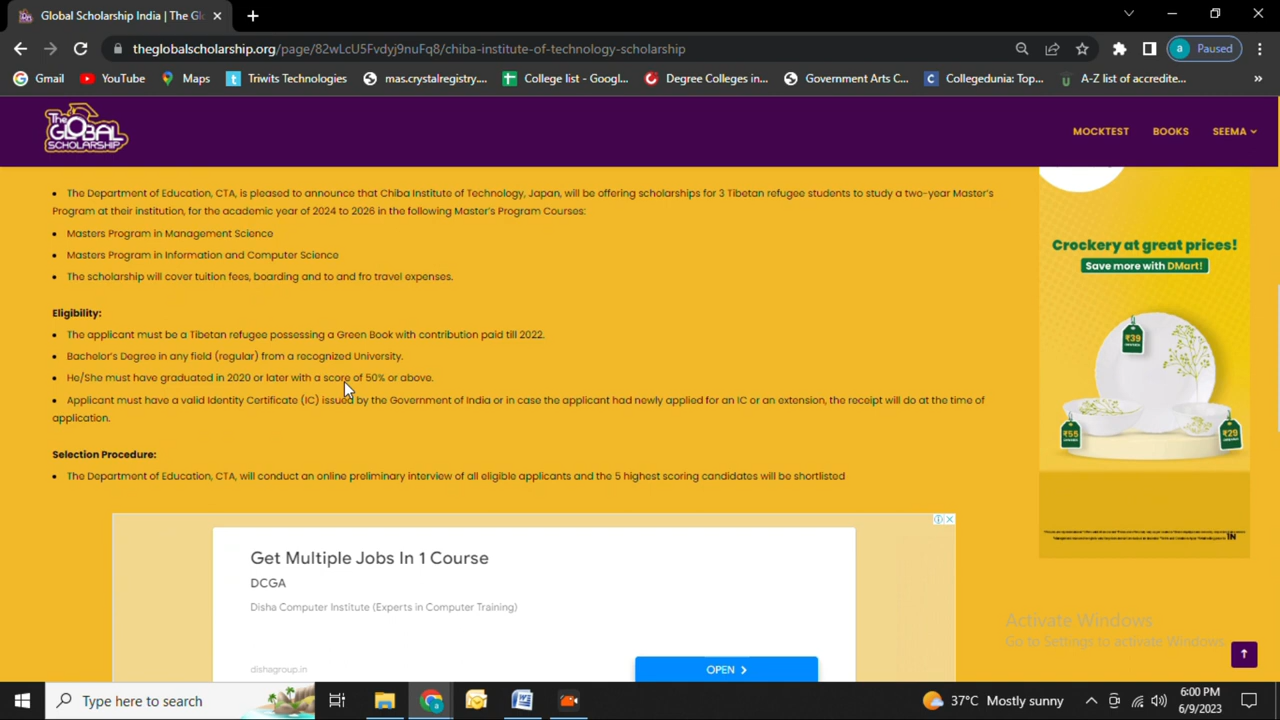 Global Scholarship India | The Gl
theglobalscholarship.org/page/82wLcU5Fvdyj9nuFq8/chiba-institute-of-technology-scholarship
a Paused
Gmail YouTube Maps Triwits Technologies mas.crystalregistry.... College list - Googl... Degree Colleges in... Government Arts C... Collegedunia: Top... A-Z list of accredite... »
The GLOBAL SCHOLARSHIP
MOCKTEST BOOKS SEEMA
• The Department of Education, CTA, is pleased to announce that Chiba Institute of Technology, Japan, will be offering scholarships for 3 Tibetan refugee students to study a two-year Master's
Program at their institution, for the academic year of 2024 to 2026 in the following Master's Program Courses:
• Masters Program in Management Science
• Masters Program in Information and Computer Science
• The scholarship will cover tuition fees, boarding and to and fro travel expenses.
Eligibility:
• The applicant must be a Tibetan refugee possessing a Green Book with contribution paid till 2022.
• Bachelor's Degree in any field (regular) from a recognized University.
• He/She must have graduated in 2020 or later with a score of 50% or above.
• Applicant must have a valid Identity Certificate (IC) issued by the Government of India or in case the applicant had newly applied for an IC or an extension, the receipt will do at the time of
application.
Selection Procedure:
• The Department of Education, CTA, will conduct an online preliminary interview of all eligible applicants and the 5 highest scoring candidates will be shortlisted
Crockery at great prices!
Save more with DMart!
₹39
₹55
₹29
IN
Get Multiple Jobs In 1 Course
DCGA
Disha Computer Institute (Experts in Computer Training)
dishagroup.in
OPEN
Activate Windows
Go to Settings to activate Windows.
Type here to search
37°C Mostly sunny
6:00 PM
6/9/2023